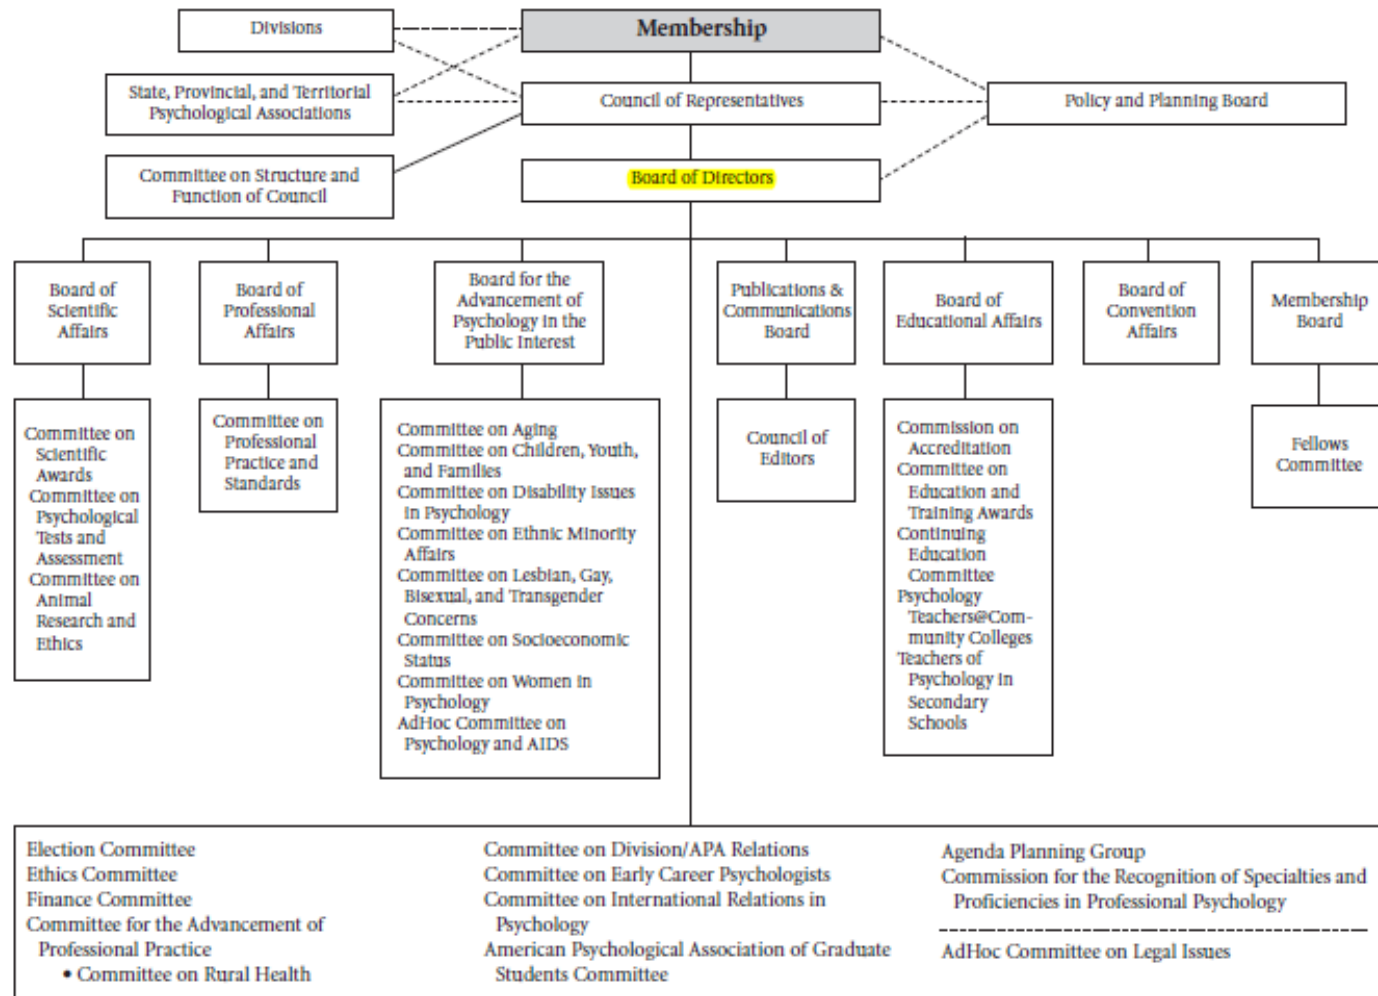 Divisions
Membership
State, Provincial, and Territorial
Psychological Associations
Council of Representatives
Policy and Planning Board
Committee on Structure and
Function of Council
Board of Directors
Board of
Scientific
Affairs
Board of
Professional
Affairs
Board for the
Advancement of
Psychology in the
Public Interest
Publications &
Communications
Board
Board of
Educational Affairs
Board of
Convention
Affairs
Membership
Board
Committee on
Scientific
Awards
Committee on
Psychological
Tests and
Assessment
Committee on
Animal
Research and
Ethics
Committee on
Professional
Practice and
Standards
Committee on Aging
Committee on Children, Youth,
and Families
Committee on Disability Issues
in Psychology
Committee on Ethnic Minority
Affairs
Committee on Lesbian, Gay,
Bisexual, and Transgender
Concerns
Committee on Socioeconomic
Status
Committee on Women in
Psychology
AdHoc Committee on
Psychology and AIDS
Council of
Editors
Commission on
Accreditation
Committee on
Education and
Training Awards
Continuing
Education
Committee
Psychology
Teachers@Com-
munity Colleges
Teachers of
Psychology in
Secondary
Schools
Fellows
Committee
Election Committee
Ethics Committee
Finance Committee
Committee for the Advancement of
Professional Practice
• Committee on Rural Health
Committee on Division/APA Relations
Committee on Early Career Psychologists
Committee on International Relations in
Psychology
American Psychological Association of Graduate
Students Committee
Agenda Planning Group
Commission for the Recognition of Specialties and
Proficiencies in Professional Psychology
AdHoc Committee on Legal Issues